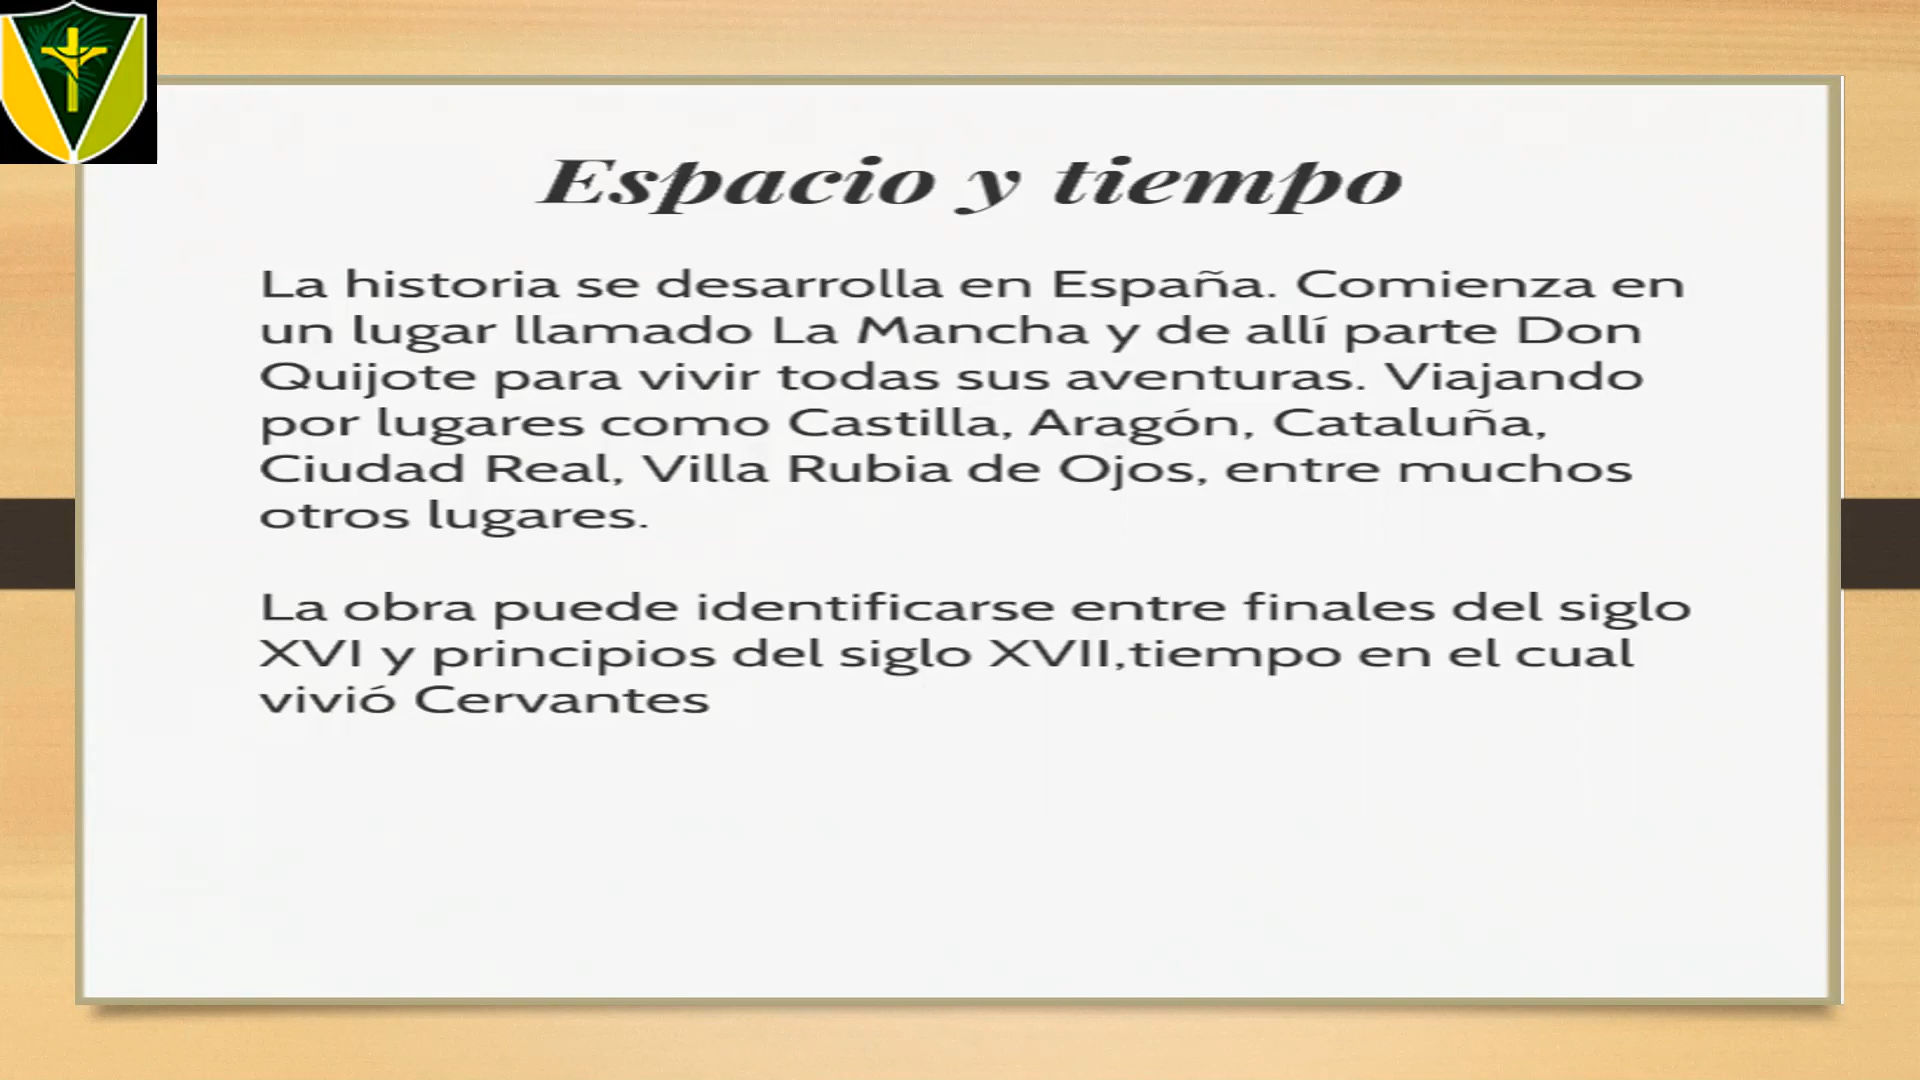 Espacio y tiempo
La historia se desarrolla en España. Comienza en
un lugar llamado La Mancha y de allí parte Don
Quijote para vivir todas sus aventuras. Viajando
por lugares como Castilla, Aragón, Cataluña,
Ciudad Real, Villa Rubia de Ojos, entre muchos
otros lugares.
La obra puede identificarse entre finales del siglo
XVI y principios del siglo XVII,tiempo en el cual
vivió Cervantes